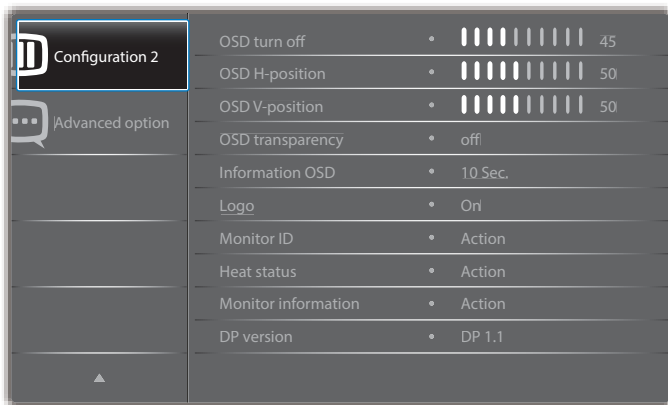 Configuration 2
Advanced option
OSD turn off • 45
OSD H-position • 50
OSD V-position • 50
OSD transparency • off
Information OSD • 10 Sec.
Logo • On
Monitor ID • Action
Heat status • Action
Monitor information • Action
DP version • DP 1.1